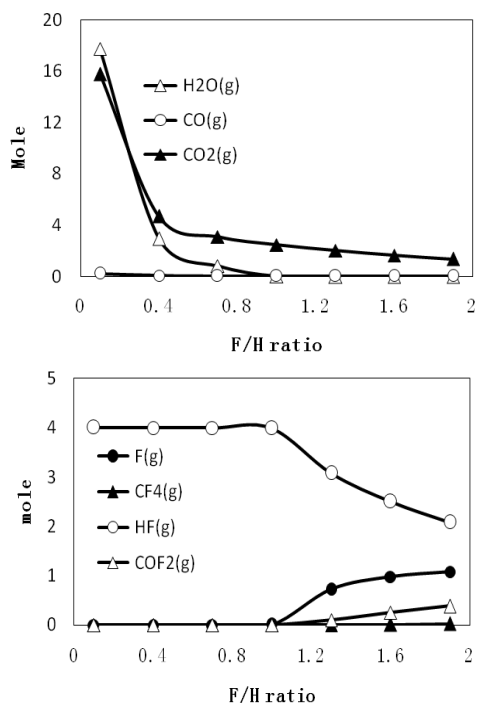 20
16
12
8
4
0
Mole
H2O(g)
CO(g)
CO2(g)
0 0.4 0.8 1.2 1.6 2
F/H ratio
5
4
3
2
1
0
mole
F(g)
CF4(g)
HF(g)
COF2(g)
0 0.4 0.8 1.2 1.6 2
F/H ratio